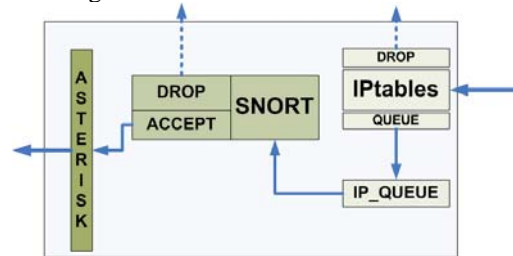 ASTERISK
DROP
ACCEPT
SNORT
DROP
IPtables
QUEUE
IP_QUEUE